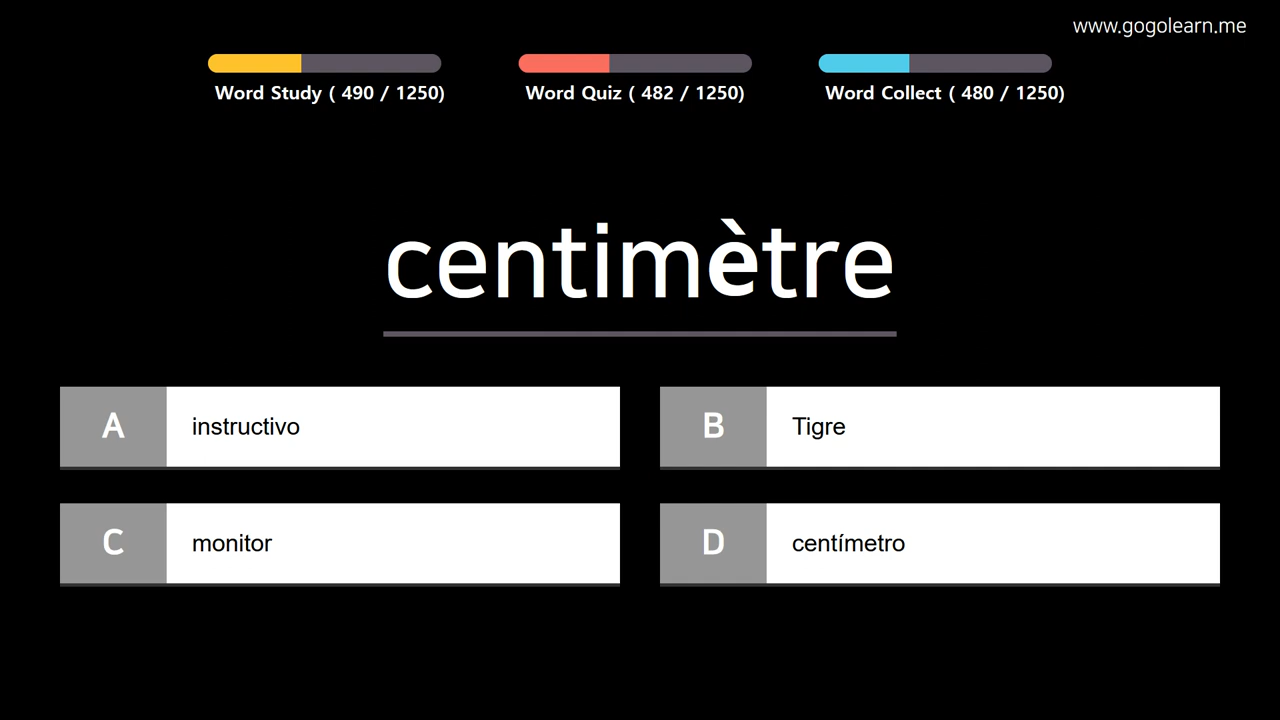 www.gogolearn.me
Word Study ( 490 / 1250)
Word Quiz ( 482 / 1250)
Word Collect ( 480 / 1250)
centimètre
A instructivo
B Tigre
C monitor
D centímetro